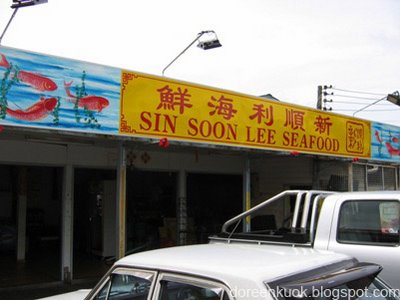 鮮海利順新
SIN SOON LEE SEAFOOD
doreenkuok.blogspot.com